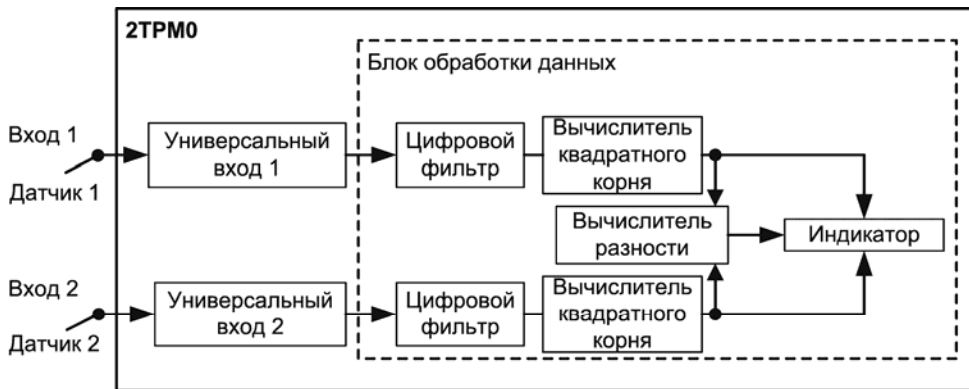 2ТРМ0
Блок обработки данных
Вход 1
Датчик 1
Универсальный
вход 1
Цифровой
фильтр
Вычислитель
квадратного
корня
Вычислитель
разности
Индикатор
Вход 2
Датчик 2
Универсальный
вход 2
Цифровой
фильтр
Вычислитель
квадратного
корня